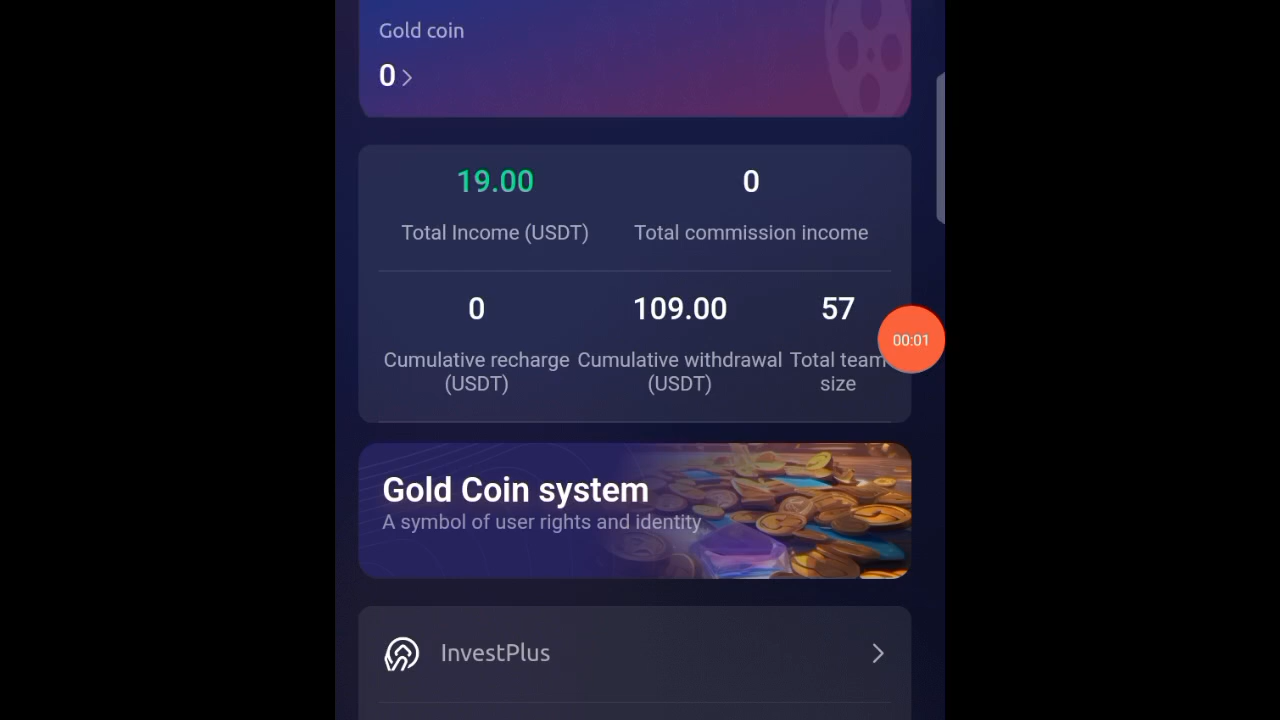 Gold coin
0
19.00
0
Total Income (USDT)
Total commission income
0
109.00
57
00:01
Cumulative recharge
(USDT)
Cumulative withdrawal
(USDT)
Total team
size
Gold Coin system
A symbol of user rights and identity
InvestPlus